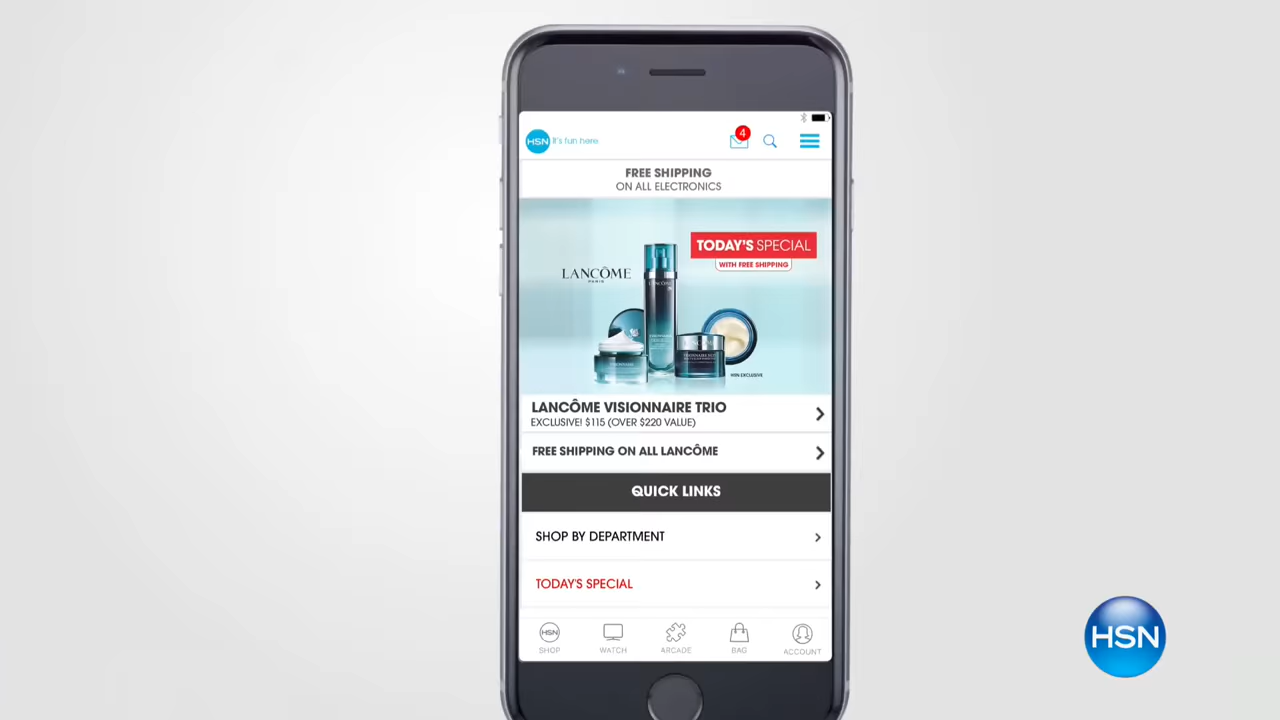 HSN It's fun here.
4
FREE SHIPPING
ON ALL ELECTRONICS
TODAY'S SPECIAL
WITH FREE SHIPPING
LANCÔME
PARIS
LANCÔME
VISIONNAIRE
HSN EXCLUSIVE
LANCÔME VISIONNAIRE TRIO
EXCLUSIVE! $115 (OVER $220 VALUE)
FREE SHIPPING ON ALL LANCÔME
QUICK LINKS
SHOP BY DEPARTMENT
TODAY'S SPECIAL
HSN
SHOP
WATCH
ARCADE
BAG
ACCOUNT
HSN